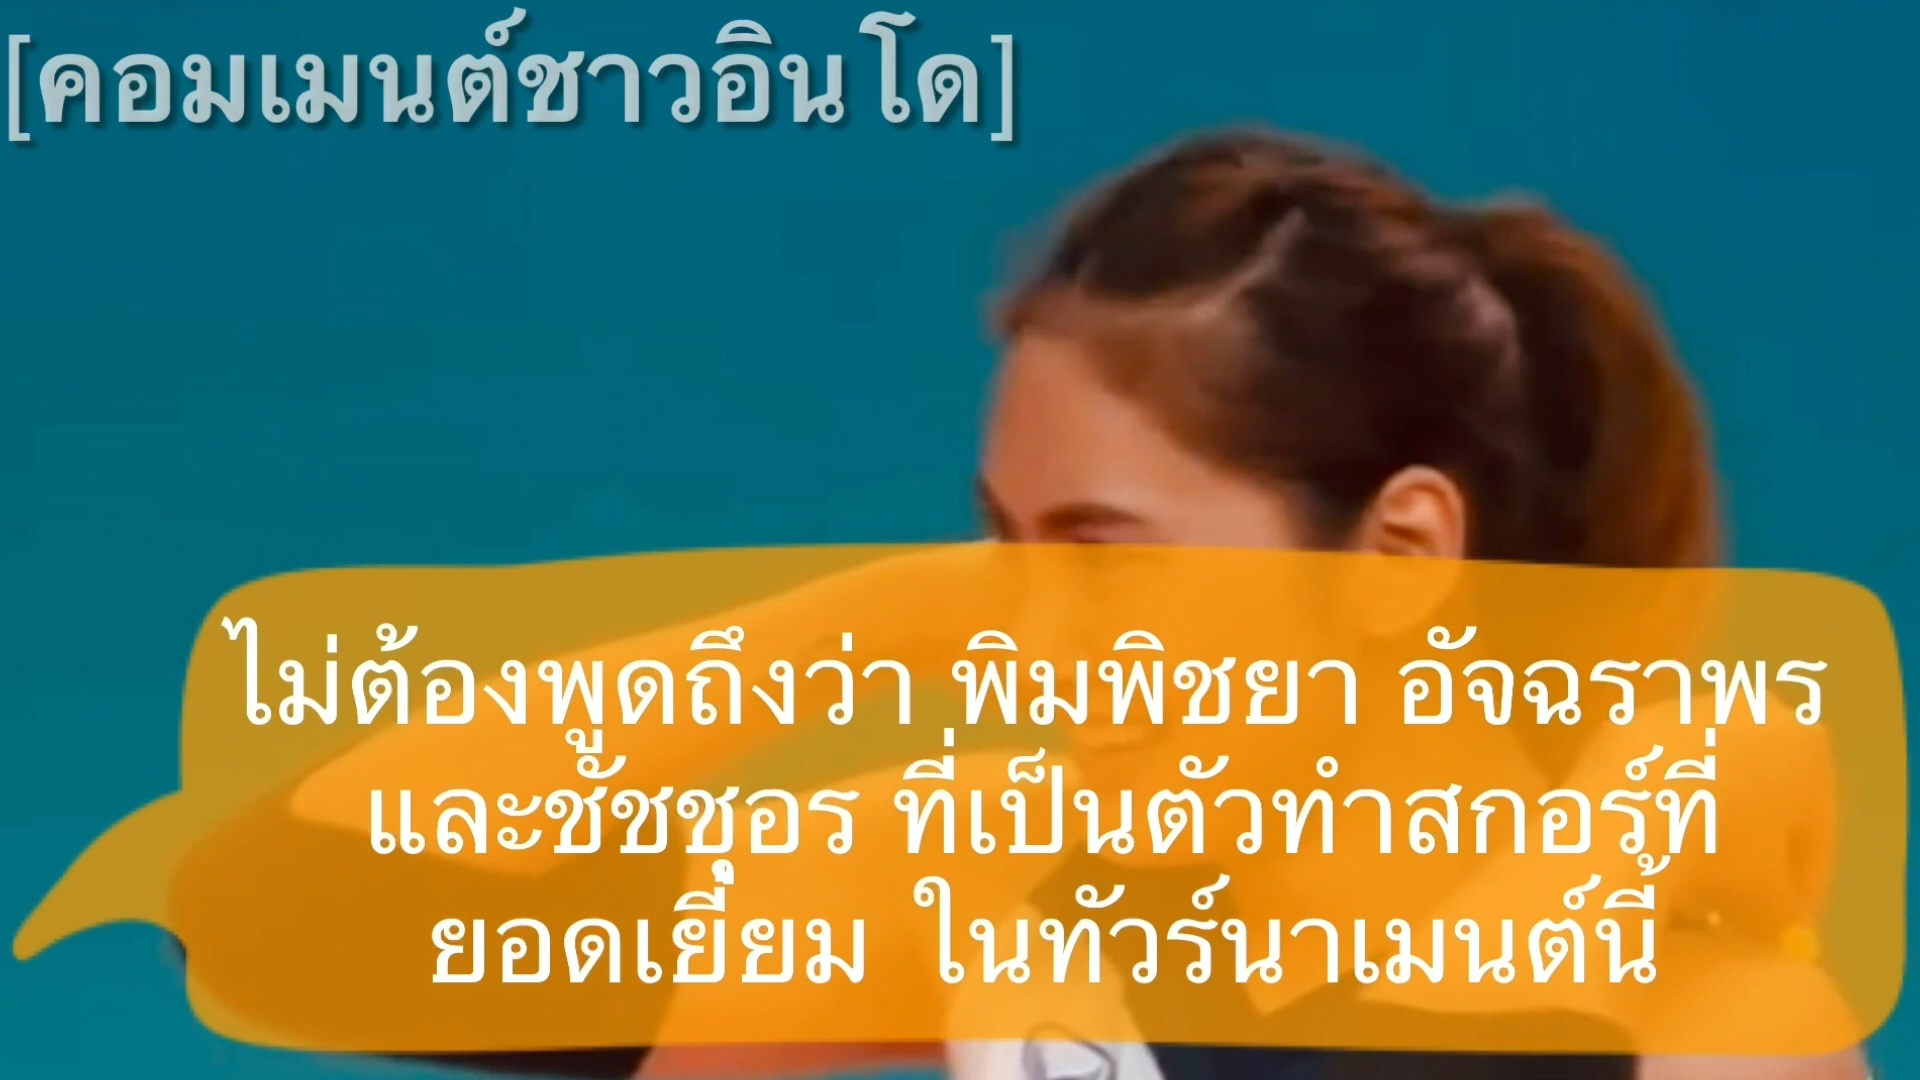 [คอมเมนต์ชาวอินโด]
ไม่ต้องพูดถึงว่า พิมพิชยา อัจฉราพร
และชัชชุอร ที่เป็นตัวทำสกอร์ที่
ยอดเยี่ยม ในทัวร์นาเมนต์นี้